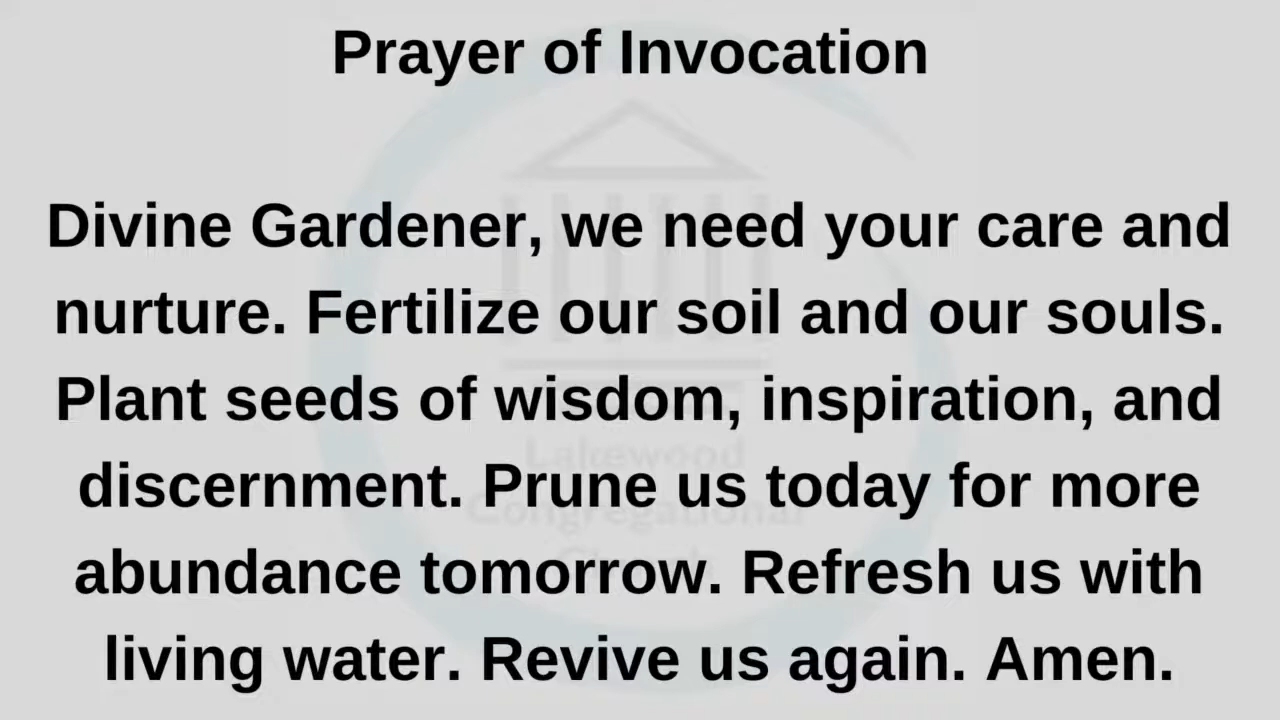 Prayer of Invocation
Divine Gardener, we need your care and
nurture. Fertilize our soil and our souls.
Plant seeds of wisdom, inspiration, and
Lakewood
discernment. Prune us today for more
Congregational
Church
abundance tomorrow. Refresh us with
living water. Revive us again. Amen.